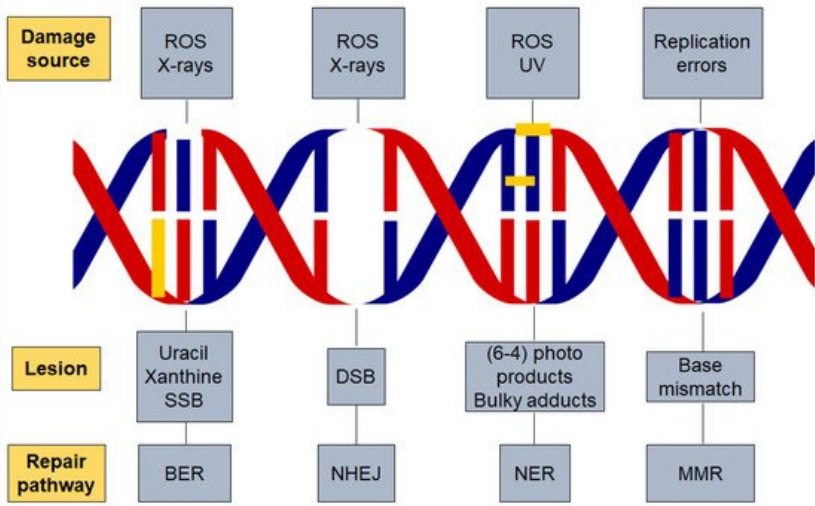 Damage
source
ROS
X-rays
ROS
X-rays
ROS
UV
Replication
errors
Lesion
Uracil
Xanthine
SSB
DSB
(6-4) photo
products
Bulky adducts
Base
mismatch
Repair
pathway
BER
NHEJ
NER
MMR